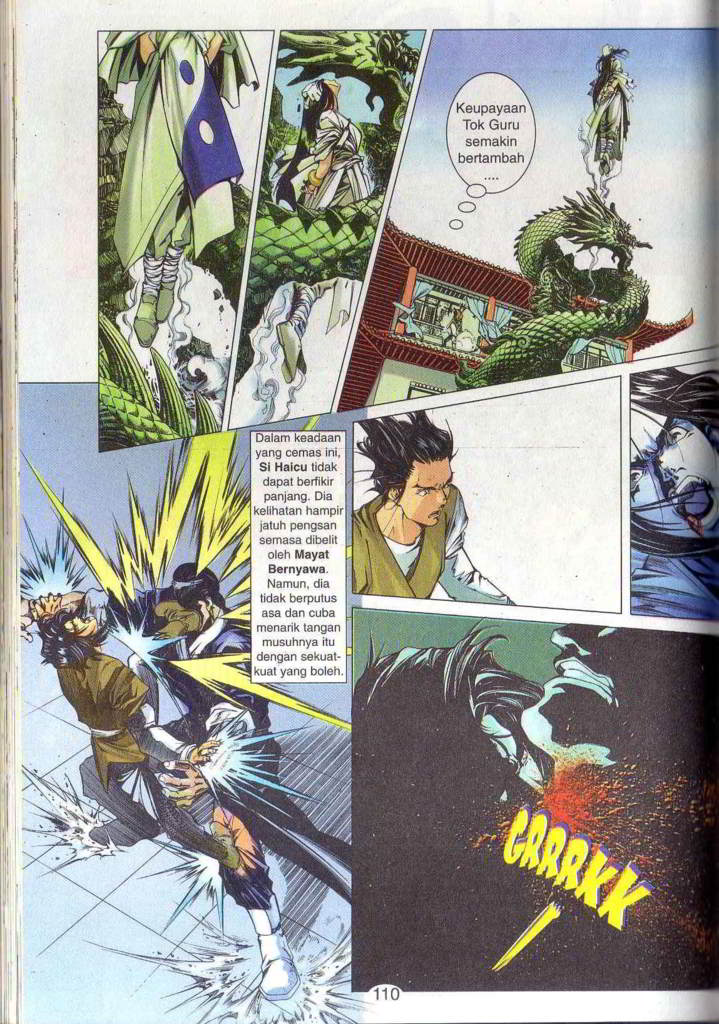 Keupayaan
Tok Guru
semakin
bertambah
....
Dalam keadaan
yang cemas ini,
Si Haicu tidak
dapat berfikir
panjang. Dia
kelihatan hampir
jatuh pengsan
semasa dibelit
oleh Mayat
Bernyawa.
Namun, dia
tidak berputus
asa dan cuba
menarik tangan
musuhnya itu
dengan sekuat-
kuat yang boleh.
GRRRKK
110